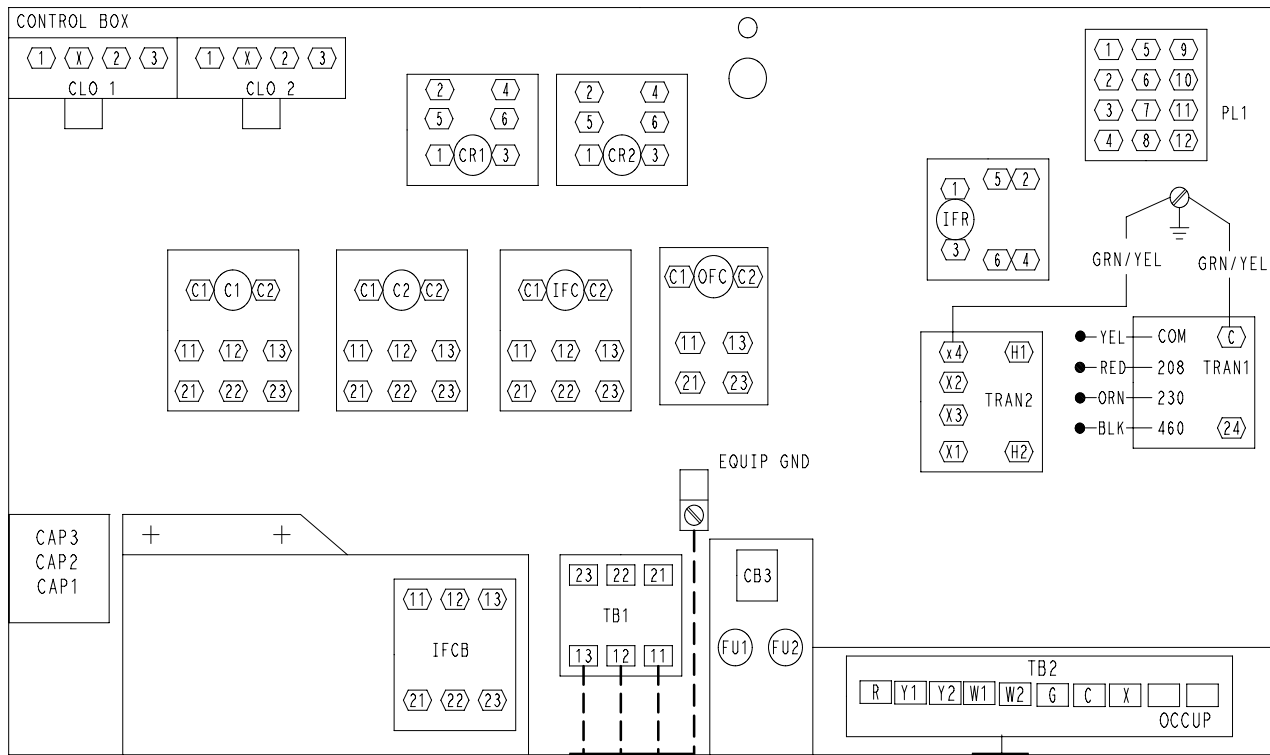 CONTROL BOX
1 X 2 3
CLO 1
1 X 2 3
CLO 2
2 4
5 6
1 CR1 3
2 4
5 6
1 CR2 3
1 5 9
2 6 10
3 7 11
4 8 12
PL1
5 2
1
IFR
3
6 4
GRN/YEL
GRN/YEL
C1 C1 C2
11 12 13
21 22 23
C1 C2 C2
11 12 13
21 22 23
C1 IFC C2
11 12 13
21 22 23
C1 OFC C2
11 13
21 23
x4 H1
X2
TRAN2
X3
X1 H2
YEL COM C
RED 208 TRAN1
ORN 230
BLK 460 24
EQUIP GND
CAP3
CAP2
CAP1
11 12 13
IFCB
21 22 23
23 22 21
TB1
13 12 11
CB3
FU1 FU2
TB2
R Y1 Y2 W1 W2 G C X
OCCUP